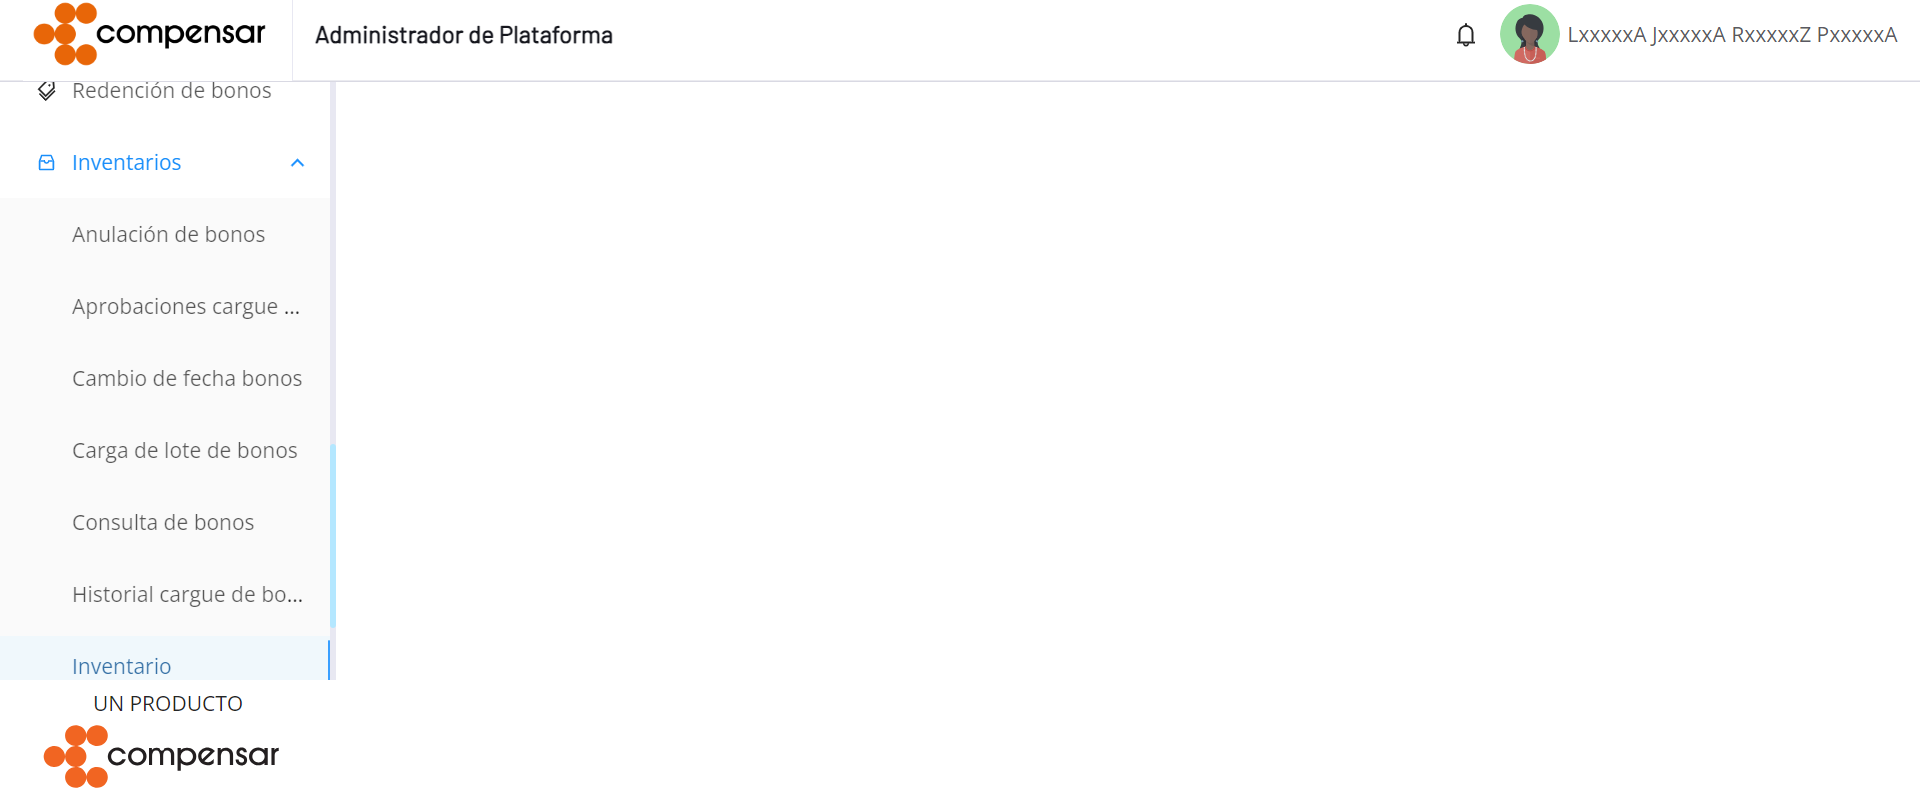 compensar
Administrador de Plataforma
LxxxxxA JxxxxxA RxxxxxZ PxxxxxA
Redención de bonos
Inventarios
Anulación de bonos
Aprobaciones cargue ...
Cambio de fecha bonos
Carga de lote de bonos
Consulta de bonos
Historial cargue de bo...
Inventario
UN PRODUCTO
compensar